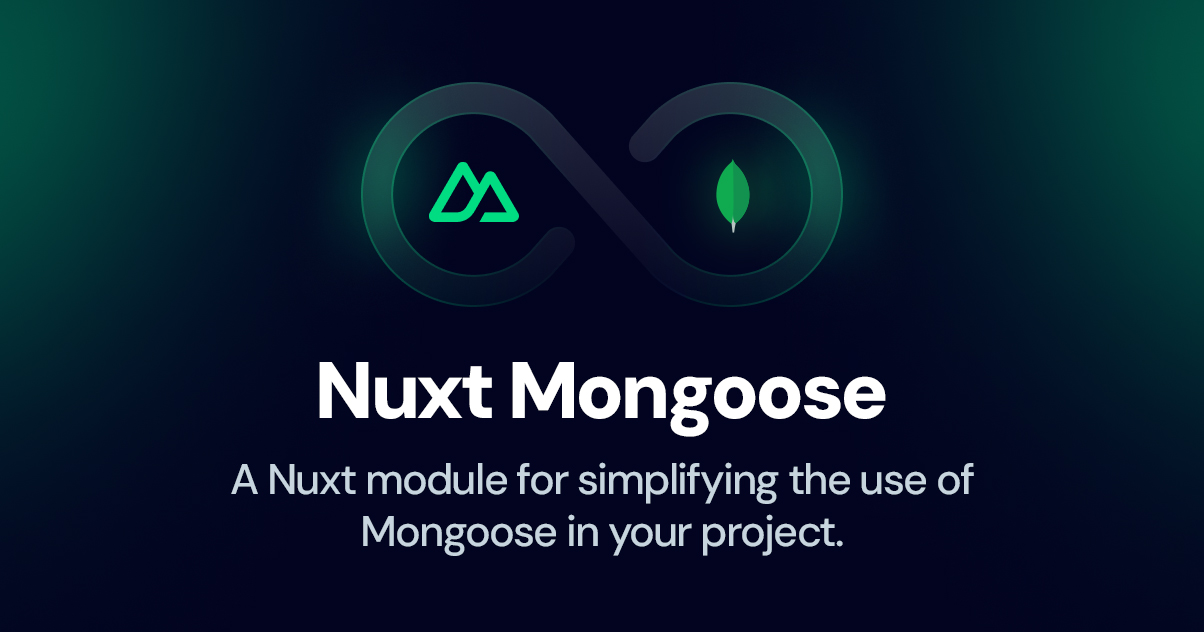 Nuxt Mongoose
A Nuxt module for simplifying the use of
Mongoose in your project.